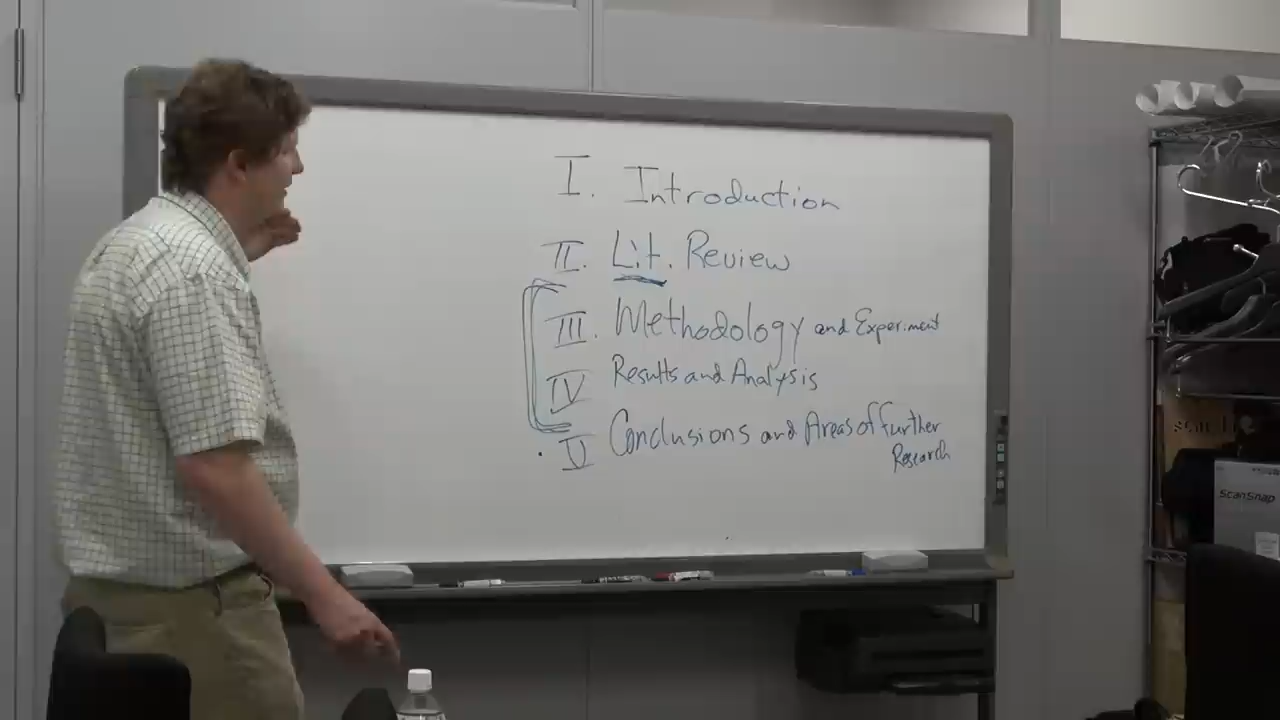 I. Introduction
II. Lit. Review
III. Methodology and Experiment
IV Results and Analysis
V Conclusions and Areas of Further
Research
ScanSnap